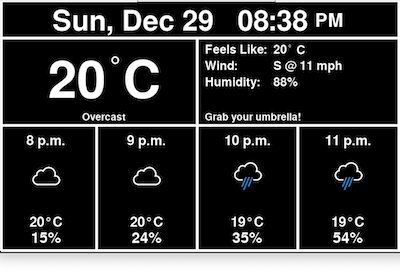 Sun, Dec 29 08:38 PM
20°C
Overcast
Feels Like: 20° C
Wind: S @ 11 mph
Humidity: 88%
Grab your umbrella!
8 p.m.
20°C
15%
9 p.m.
20°C
24%
10 p.m.
19°C
35%
11 p.m.
19°C
54%